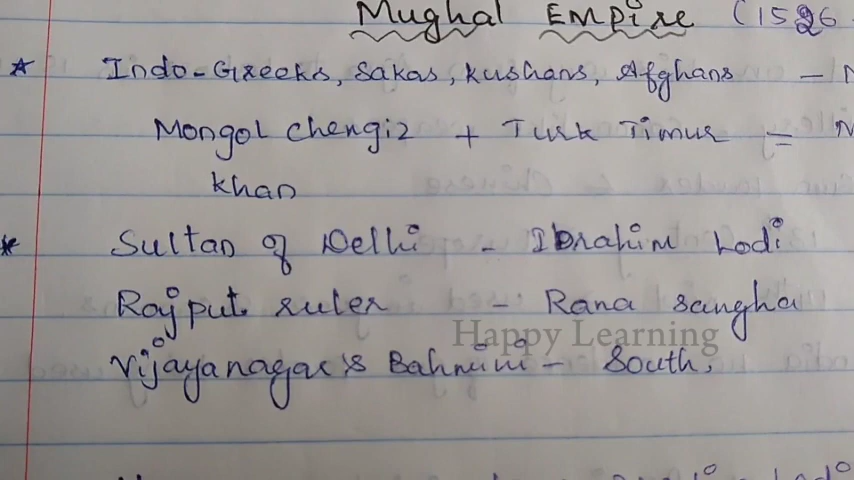 Mughal Empire (1526
* Indo-Greeks, Sakas, Kushans, Afghans -
Mongol Chengiz + Turk Timur =
Khan
* Sultan of Delhi - Ibrahim Lodi
Rajput ruler - Rana Sangha
Happy Learning
Vijayanagar & Bahmini - South,